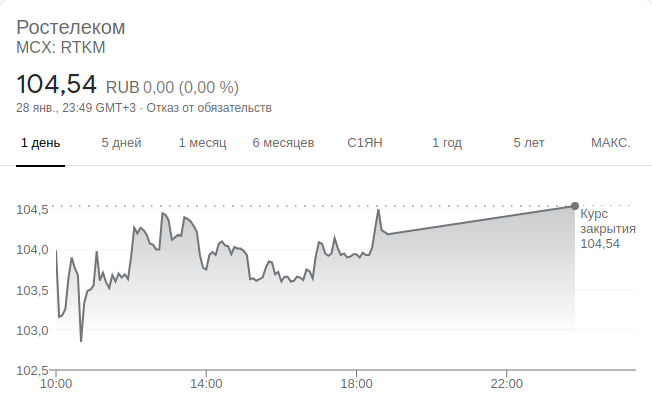 Ростелеком
MCX: RTKM
104,54 RUB 0,00 (0,00 %)
28 янв., 23:49 GMT+3 · Отказ от обязательств
1 день 5 дней 1 месяц 6 месяцев С1ЯН 1 год 5 лет МАКС.
104,5
104,0
103,5
103,0
102,5
Курс
закрытия
104,54
10:00 14:00 18:00 22:00